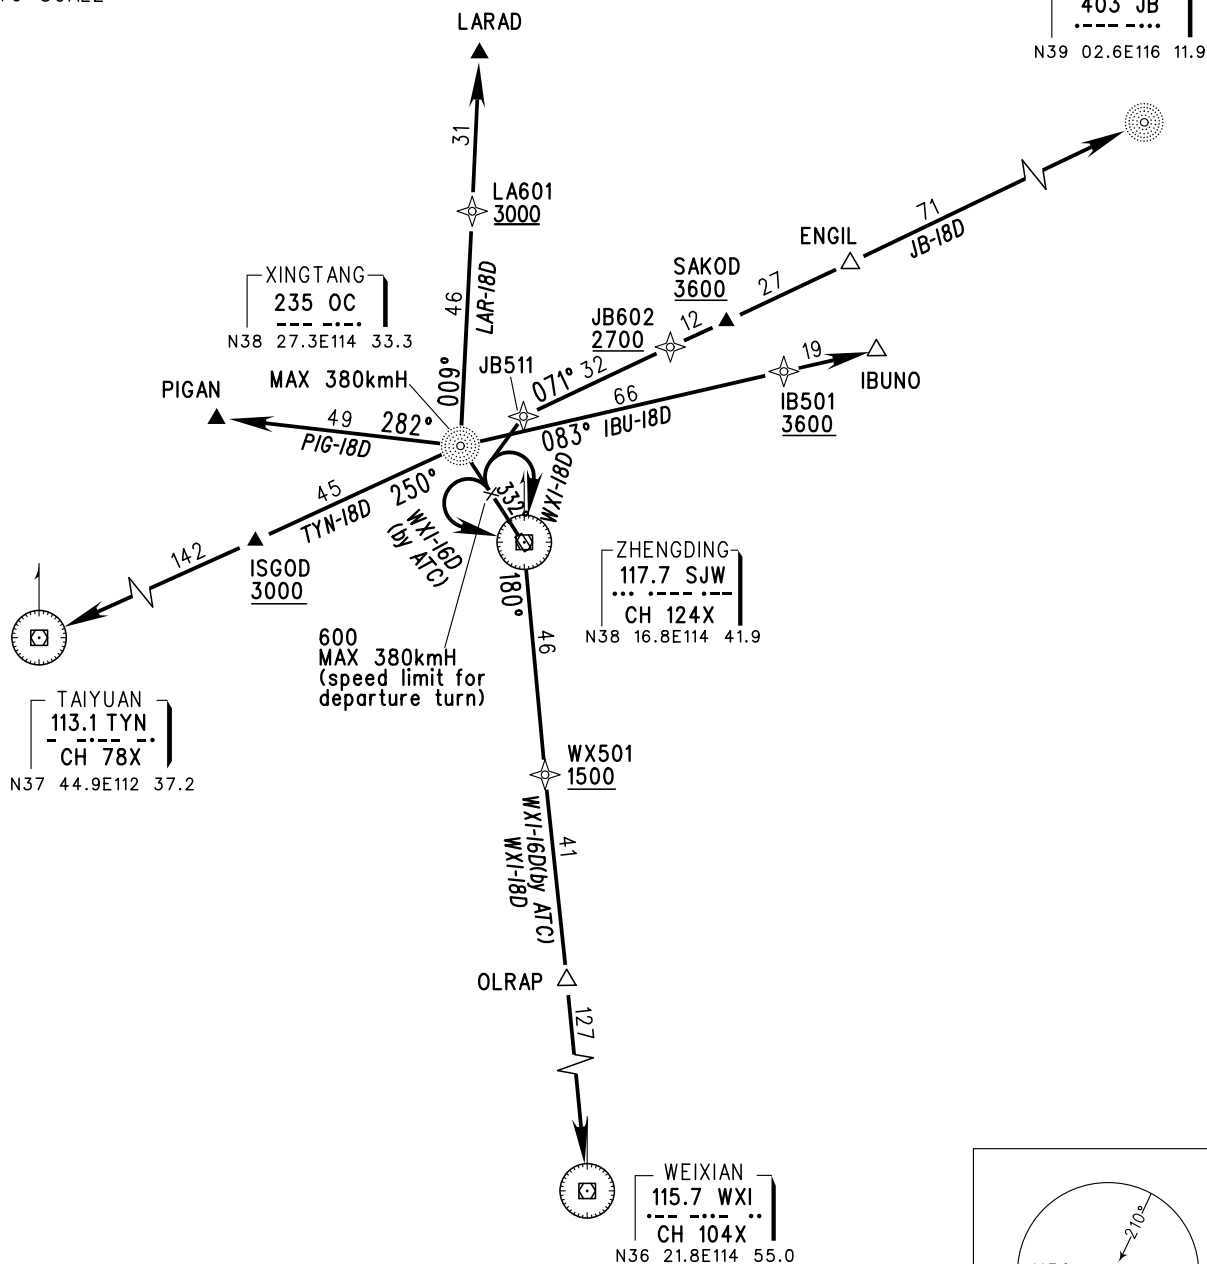 LARAD
403 JB
N39 02.6E116 11.9
31
LA601
3000
71
JB-18D
ENGIL
SAKOD
3600
27
XINGTANG
235 OC
N38 27.3E114 33.3
46
LAR-18D
JB602
2700
12
19
IBUNO
MAX 380kmH
009°
JB511
071°
32
66
IB501
3600
PIGAN
49
282°
PIG-18D
083°
IBU-18D
45
250°
TYN-18D
332°
WXI-18D
WXI-16D
(by ATC)
142
ISGOD
3000
ZHENGDING
117.7 SJW
CH 124X
N38 16.8E114 41.9
180°
46
600
MAX 380kmH
(speed limit for
departure turn)
TAIYUAN
113.1 TYN
CH 78X
N37 44.9E112 37.2
WX501
1500
WXI-16D(by ATC)
WXI-18D
41
OLRAP
127
WEIXIAN
115.7 WXI
CH 104X
N36 21.8E114 55.0
210°